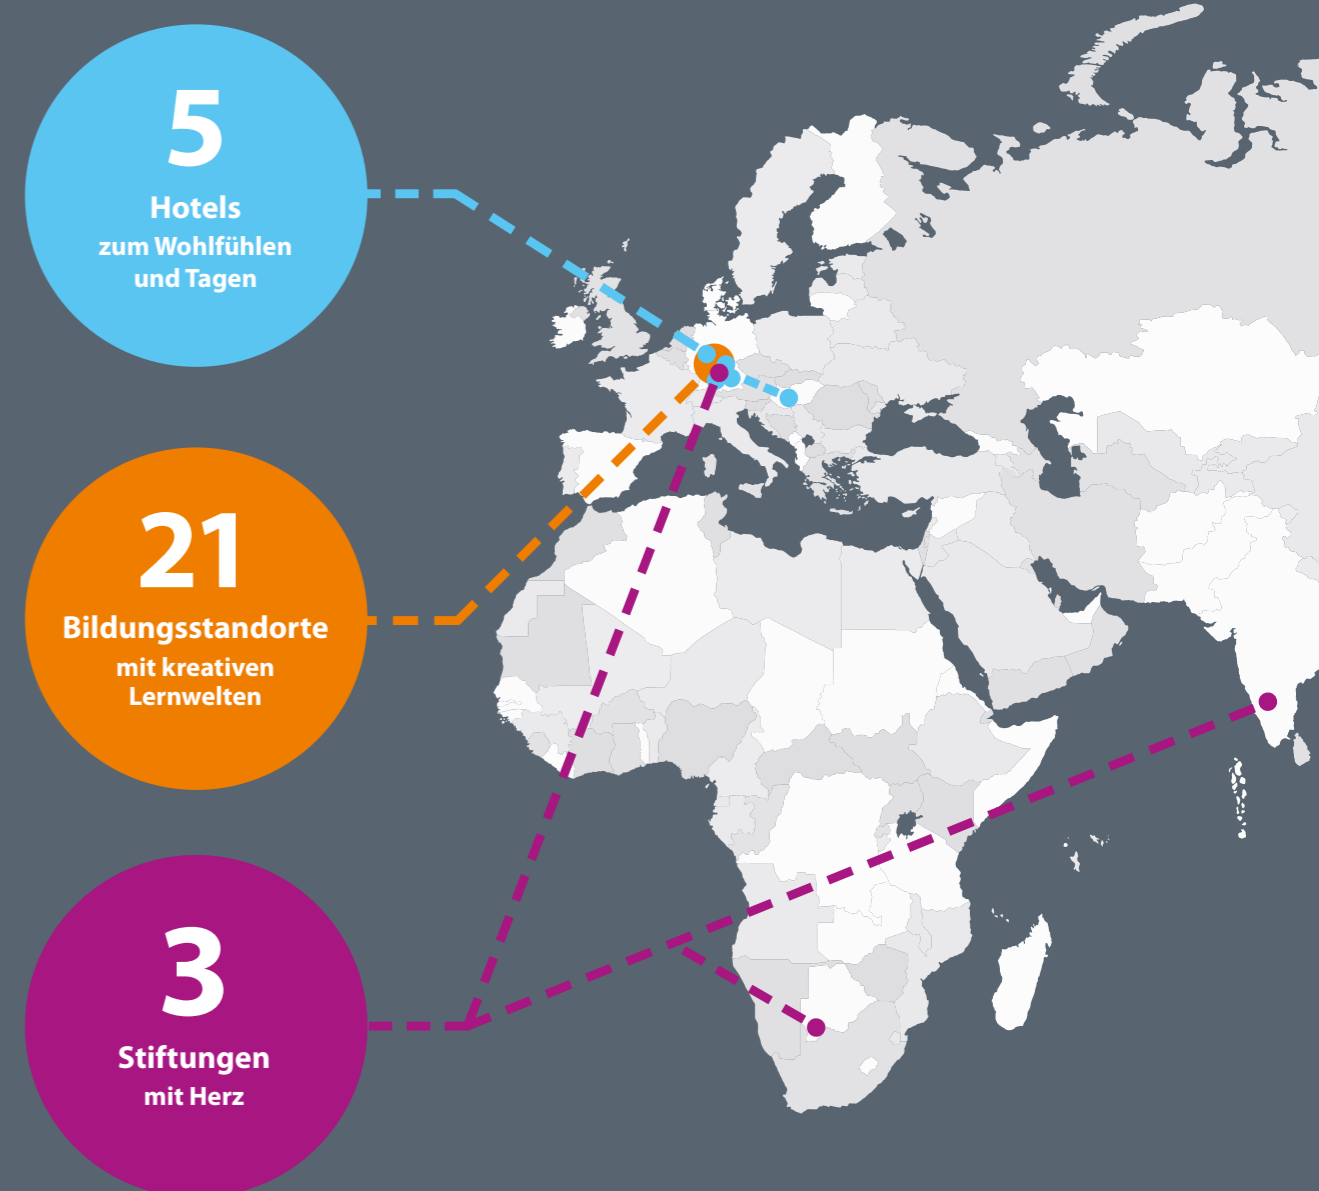 5
Hotels
zum Wohlfühlen
und Tagen
21
Bildungsstandorte
mit kreativen
Lernwelten
3
Stiftungen
mit Herz